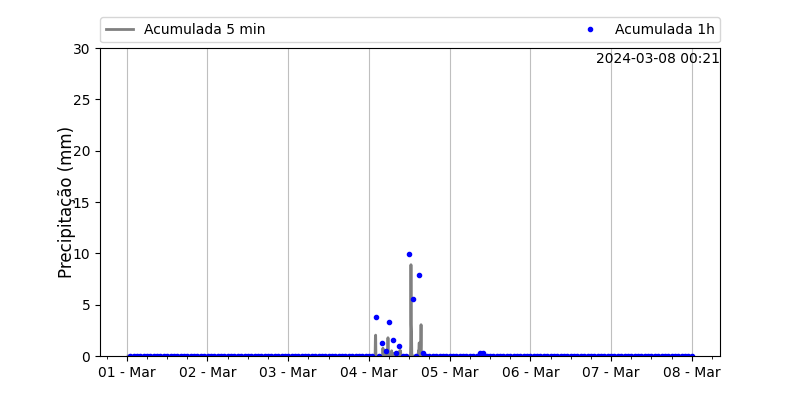 Acumulada 5 min
Acumulada 1h
2024-03-08 00:21
Precipitação (mm)
30
25
20
15
10
5
0
01 - Mar
02 - Mar
03 - Mar
04 - Mar
05 - Mar
06 - Mar
07 - Mar
08 - Mar